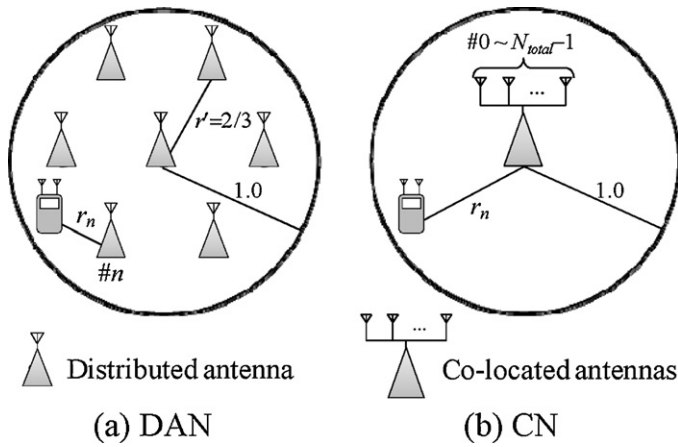 r'=2/3
1.0
r_n
#n
Distributed antenna
(a) DAN
#0 ~ N_total−1
...
1.0
r_n
...
Co-located antennas
(b) CN